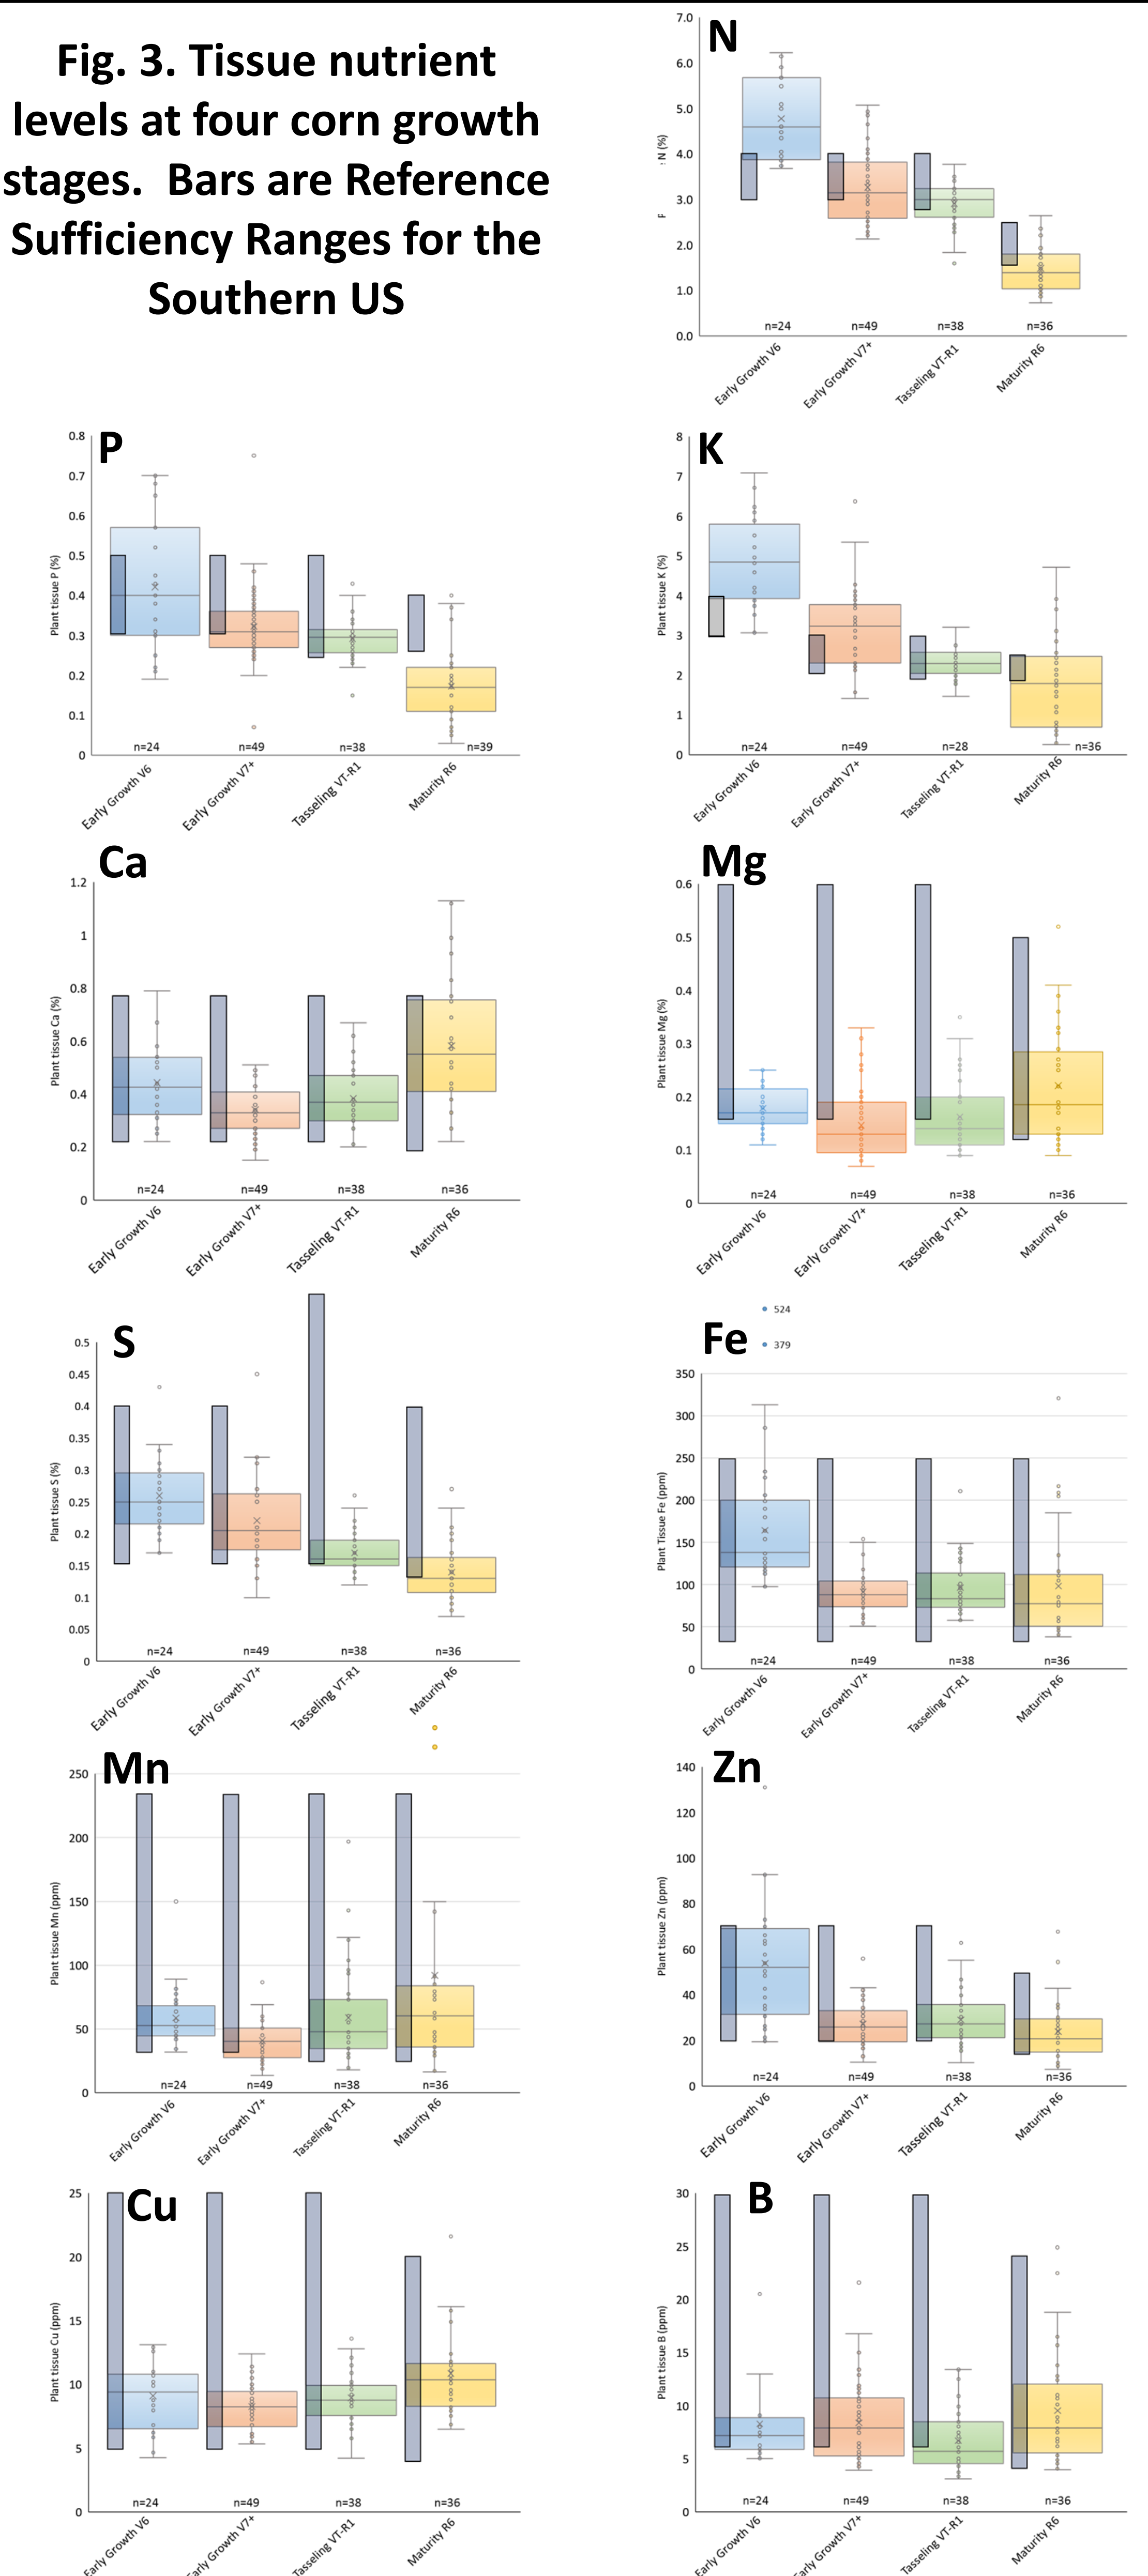 Fig. 3. Tissue nutrient
levels at four corn growth
stages. Bars are Reference
Sufficiency Ranges for the
Southern US
N
7.0
6.0
5.0
4.0
3.0
2.0
1.0
0.0
N (%)
n=24
n=49
n=38
n=36
Early Growth V6
Early Growth V7+
Tasseling VT-R1
Maturity R6
P
0.8
0.7
0.6
0.5
0.4
0.3
0.2
0.1
0
Plant tissue P (%)
n=24
n=49
n=38
n=39
Early Growth V6
Early Growth V7+
Tasseling VT-R1
Maturity R6
K
8
7
6
5
4
3
2
1
0
Plant tissue K (%)
n=24
n=49
n=28
n=36
Early Growth V6
Early Growth V7+
Tasseling VT-R1
Maturity R6
Ca
1.2
1
0.8
0.6
0.4
0.2
0
Plant tissue Ca (%)
n=24
n=49
n=38
n=36
Early Growth V6
Early Growth V7+
Tasseling VT-R1
Maturity R6
Mg
0.6
0.5
0.4
0.3
0.2
0.1
0
Plant tissue Mg (%)
n=24
n=49
n=38
n=36
Early Growth V6
Early Growth V7+
Tasseling VT-R1
Maturity R6
S
0.5
0.45
0.4
0.35
0.3
0.25
0.2
0.15
0.1
0.05
0
Plant tissue S (%)
n=24
n=49
n=38
n=36
Early Growth V6
Early Growth V7+
Tasseling VT-R1
Maturity R6
524
Fe
379
350
300
250
200
150
100
50
0
Plant Tissue Fe (ppm)
n=24
n=49
n=38
n=36
Early Growth V6
Early Growth V7+
Tasseling VT-R1
Maturity R6
Mn
250
200
150
100
50
0
Plant tissue Mn (ppm)
n=24
n=49
n=38
n=36
Early Growth V6
Early Growth V7+
Tasseling VT-R1
Maturity R6
Zn
140
120
100
80
60
40
20
0
Plant tissue Zn (ppm)
n=24
n=49
n=38
n=36
Early Growth V6
Early Growth V7+
Tasseling VT-R1
Maturity R6
Cu
25
20
15
10
5
0
Plant tissue Cu (ppm)
n=24
n=49
n=38
n=36
Early Growth V6
Early Growth V7+
Tasseling VT-R1
Maturity R6
B
30
25
20
15
10
5
0
Plant tissue B (ppm)
n=24
n=49
n=38
n=36
Early Growth V6
Early Growth V7+
Tasseling VT-R1
Maturity R6